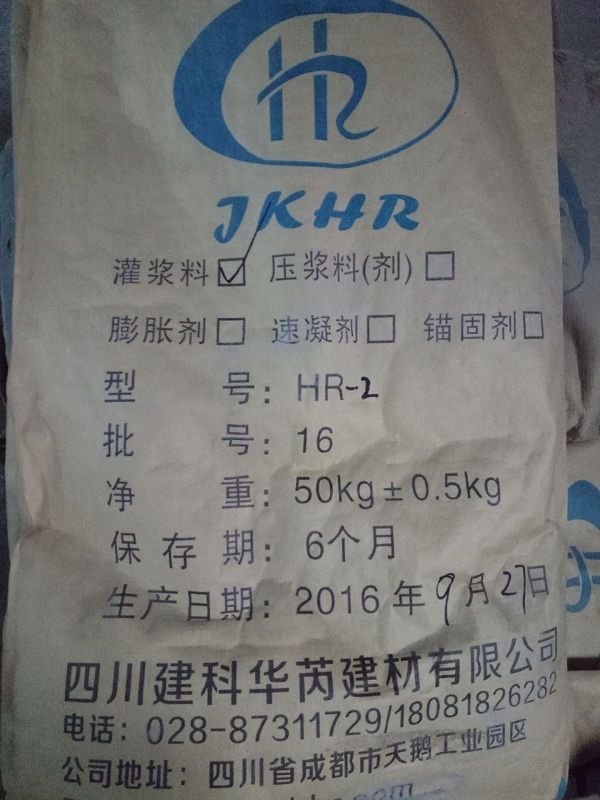 HR
JKHR
灌浆料☑ 压浆料(剂)□
膨胀剂□ 速凝剂□ 锚固剂□
型 号：HR-2
批 号：16
净 重：50kg±0.5kg
保存期：6个月
生产日期：2016年9月27日
四川建科华芮建材有限公司
电话：028-87311729/18081826282
公司地址：四川省成都市天鹅工业园区